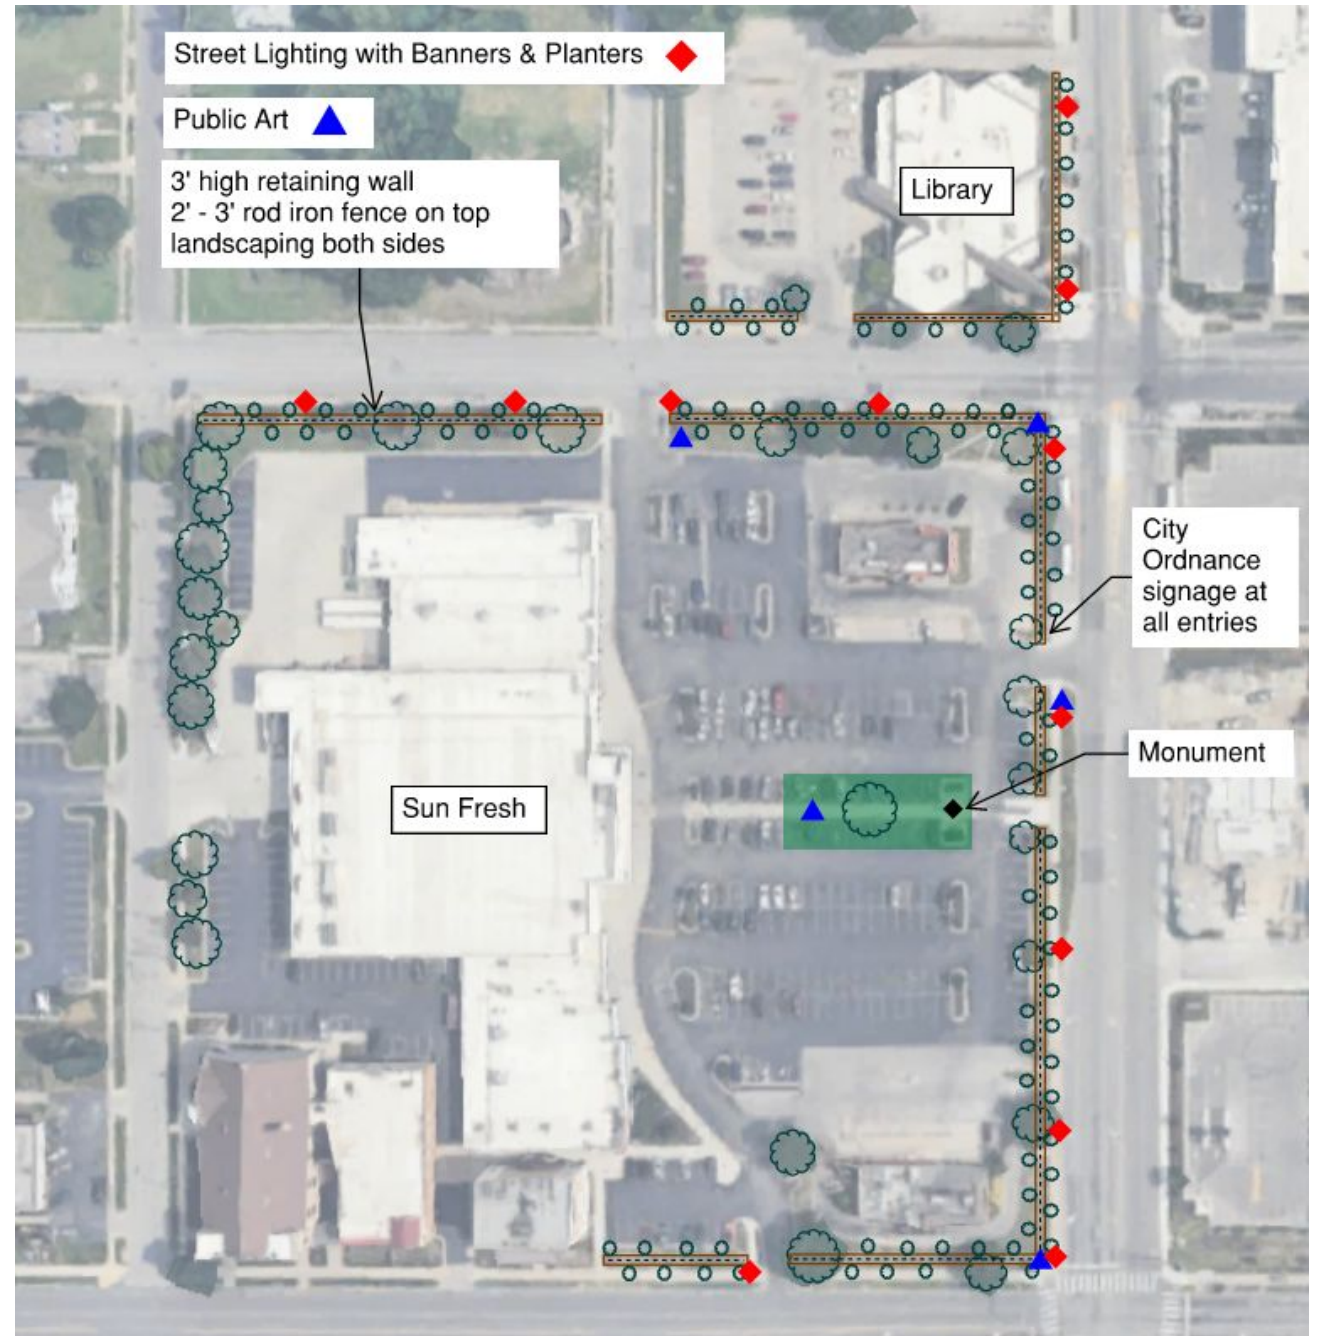 Street Lighting with Banners & Planters
Public Art
3' high retaining wall
2' - 3' rod iron fence on top
landscaping both sides
Library
City
Ordnance
signage at
all entries
Monument
Sun Fresh